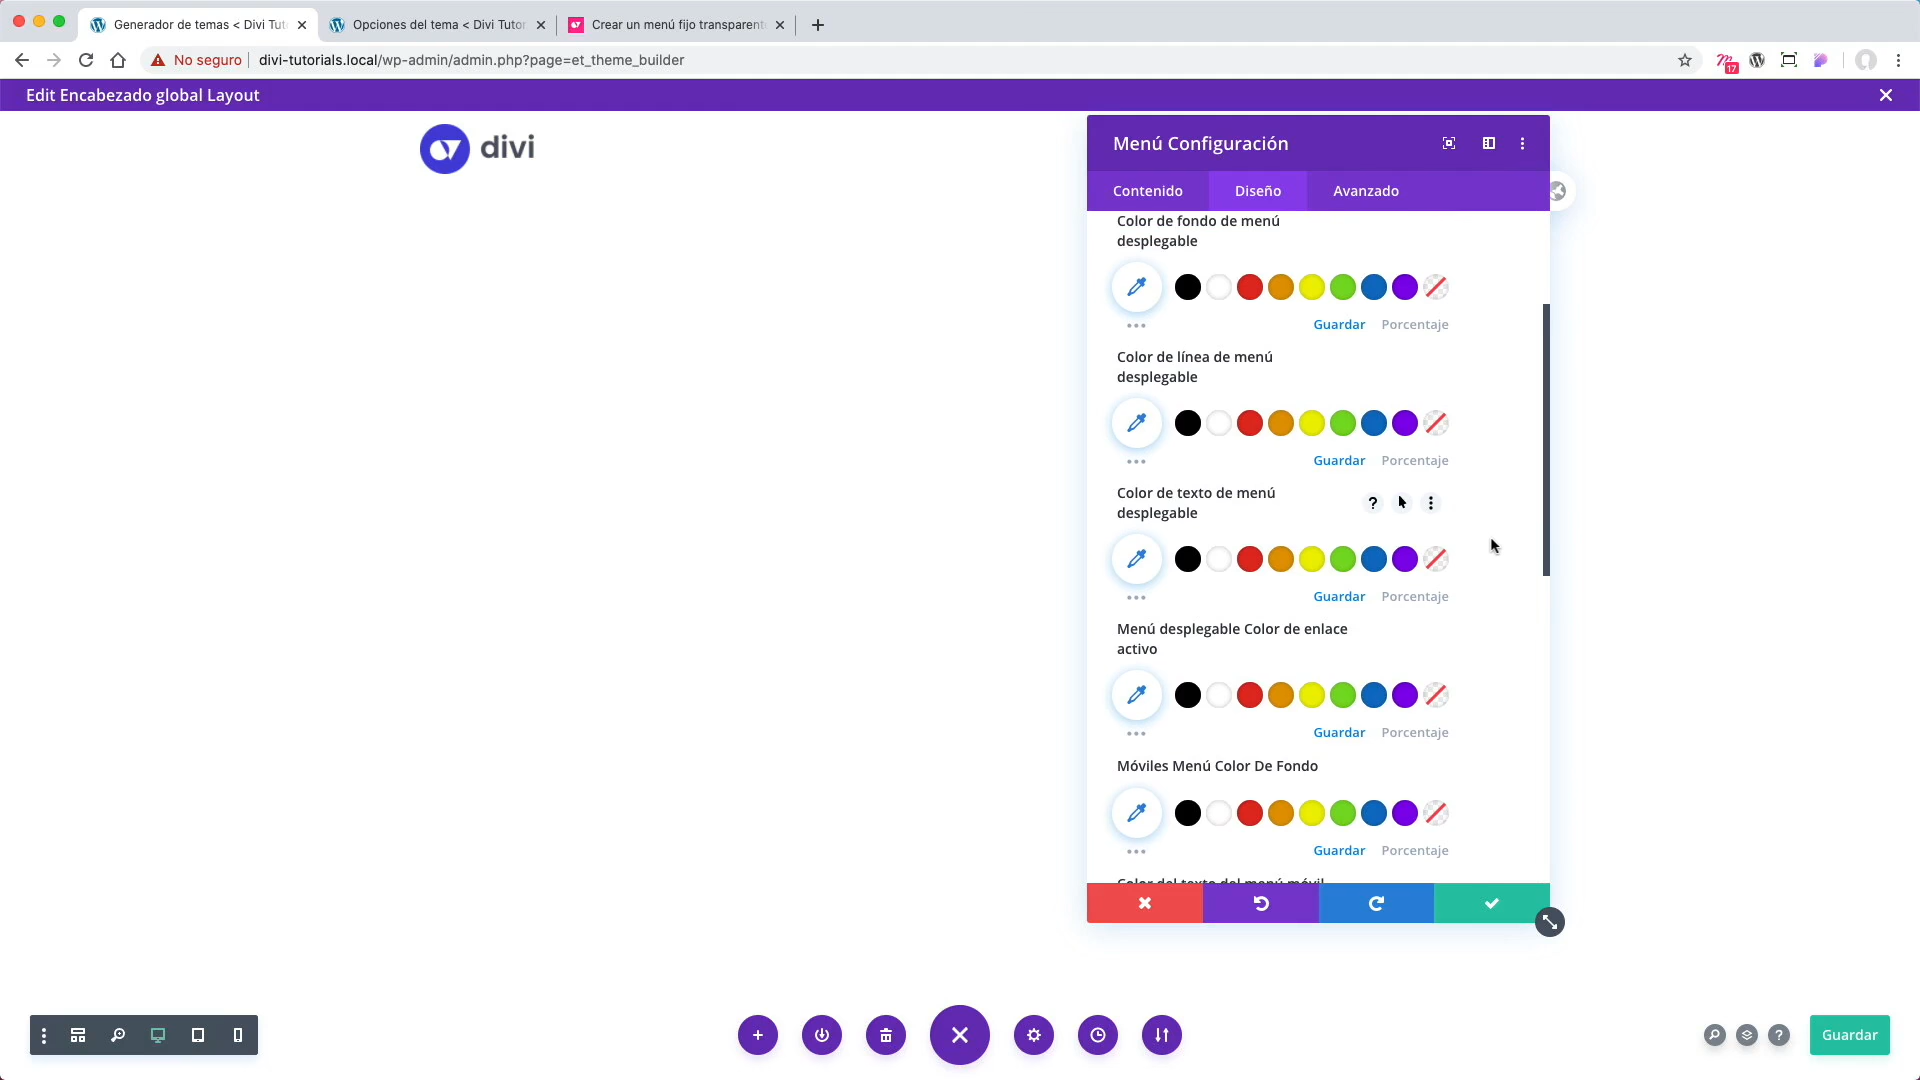 Generador de temas < Divi Tut
Opciones del tema < Divi Tutor
Crear un menú fijo transparent
No seguro
divi-tutorials.local/wp-admin/admin.php?page=et_theme_builder
17
Edit Encabezado global Layout
divi
Menú Configuración
Contenido
Diseño
Avanzado
Color de fondo de menú
desplegable
Guardar
Porcentaje
Color de línea de menú
desplegable
Guardar
Porcentaje
Color de texto de menú
desplegable
?
Guardar
Porcentaje
Menú desplegable Color de enlace
activo
Guardar
Porcentaje
Móviles Menú Color De Fondo
Guardar
Porcentaje
Color del texto del menú móvil
?
Guardar